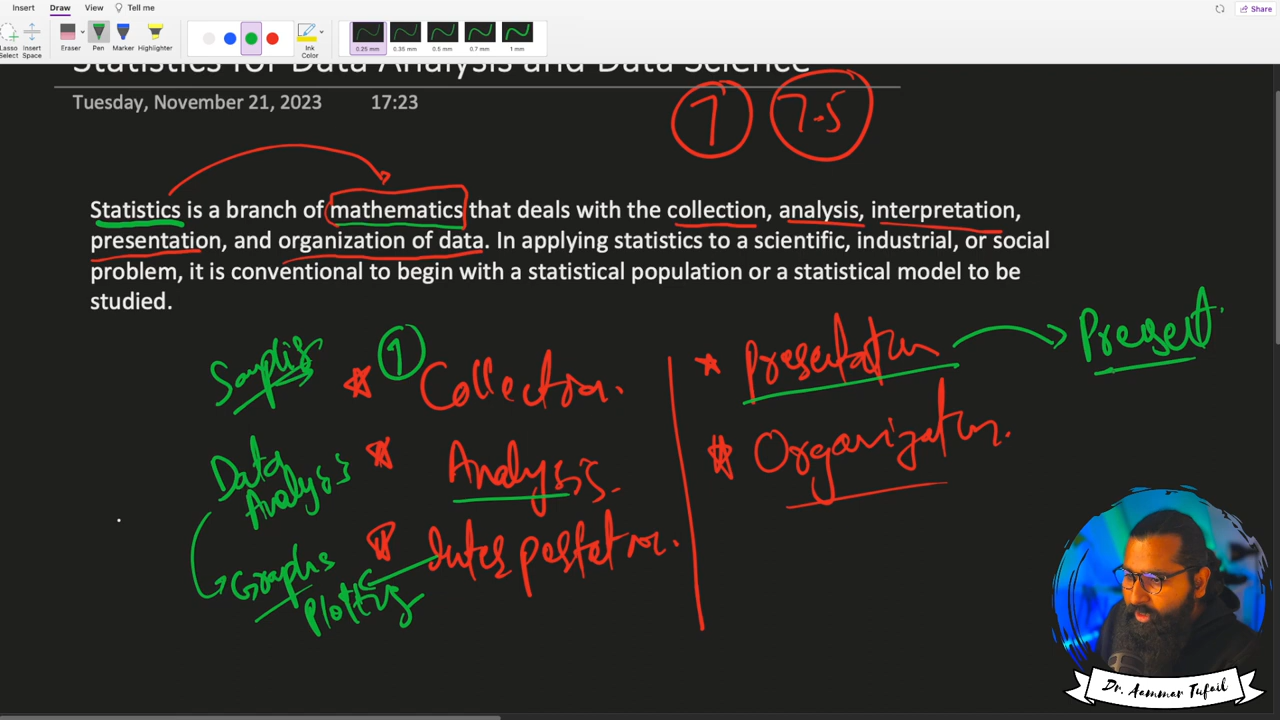 Insert Draw View Tell me
Share
Lasso Select
Insert Space
Eraser
Pen
Marker
Highlighter
Ink Color
0.25 mm
0.35 mm
0.5 mm
0.7 mm
1 mm
Statistics for Data Analysis and Data Science
Tuesday, November 21, 2023 17:23
7 7.5
Statistics is a branch of mathematics that deals with the collection, analysis, interpretation,
presentation, and organization of data. In applying statistics to a scientific, industrial, or social
problem, it is conventional to begin with a statistical population or a statistical model to be
studied.
Collection.
Data
Analysis
Analysis.
Graphs
Plotting
Presentation
Present
Organization.
Dr. Aammar Tufail